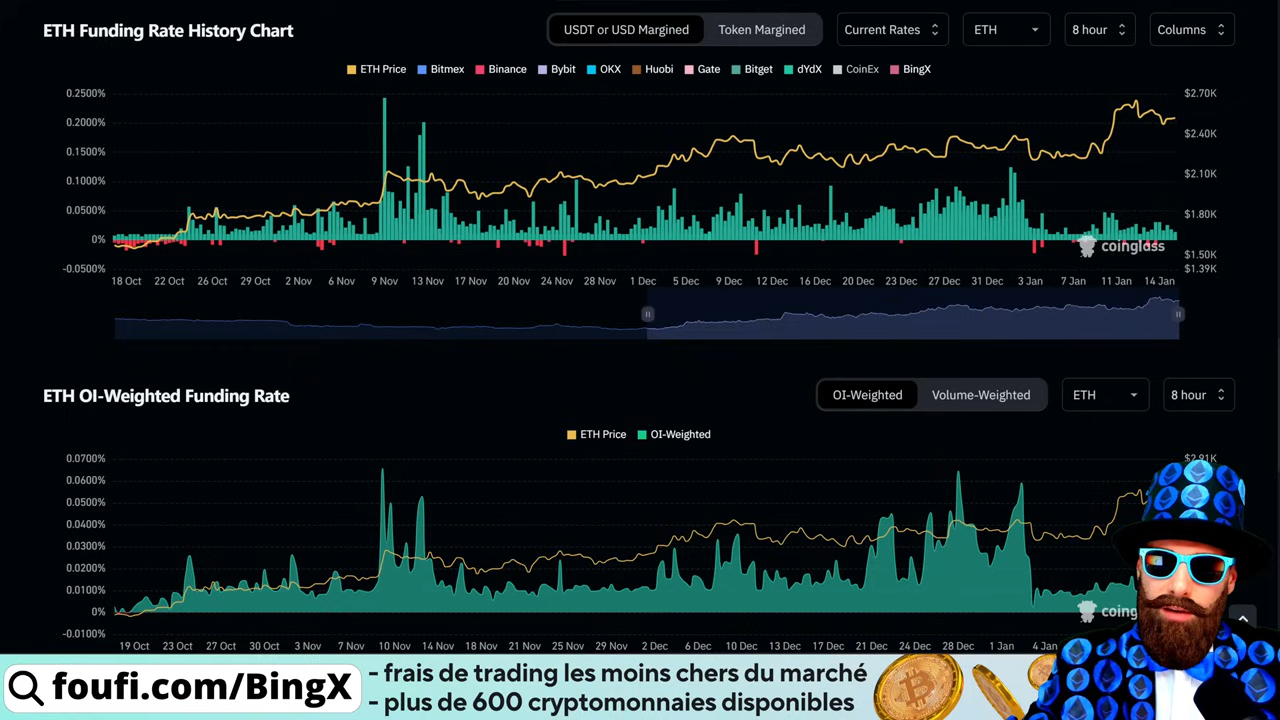 ETH Funding Rate History Chart
USDT or USD Margined Token Margined Current Rates ETH 8 hour Columns
ETH Price Bitmex Binance Bybit OKX Huobi Gate Bitget dYdX CoinEx BingX
0.2500% $2.70K
0.2000% $2.40K
0.1500%
0.1000% $2.10K
0.0500% $1.80K
0% $1.50K
-0.0500% $1.39K
coinglass
18 Oct 22 Oct 26 Oct 29 Oct 2 Nov 6 Nov 9 Nov 13 Nov 17 Nov 20 Nov 24 Nov 28 Nov 1 Dec 5 Dec 9 Dec 12 Dec 16 Dec 20 Dec 23 Dec 27 Dec 31 Dec 3 Jan 7 Jan 11 Jan 14 Jan
ETH OI-Weighted Funding Rate
OI-Weighted Volume-Weighted ETH 8 hour
ETH Price OI-Weighted
0.0700% $2.91K
0.0600%
0.0500%
0.0400%
0.0300%
0.0200%
0.0100%
0%
-0.0100%
coing
19 Oct 23 Oct 27 Oct 30 Oct 3 Nov 7 Nov 10 Nov 14 Nov 18 Nov 21 Nov 25 Nov 29 Nov 2 Dec 6 Dec 10 Dec 13 Dec 17 Dec 21 Dec 24 Dec 28 Dec 1 Jan 4 Jan
foufi.com/BingX
- frais de trading les moins chers du marché
- plus de 600 cryptomonnaies disponibles